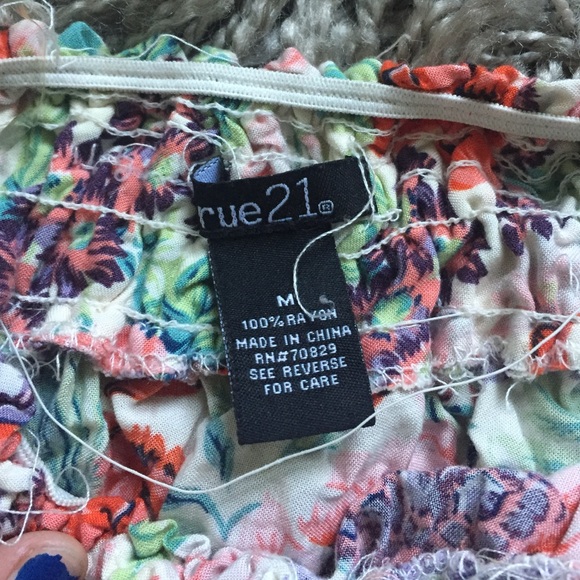 rue21®
M
100% RAYON
MADE IN CHINA
RN#70829
SEE REVERSE
FOR CARE